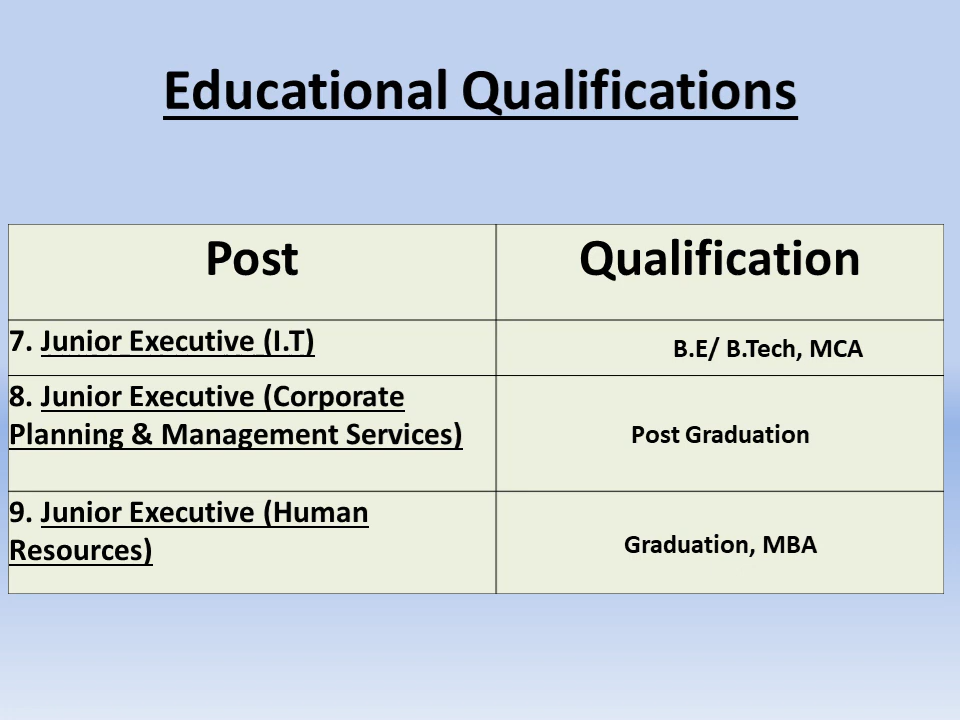 Educational Qualifications
Post
Qualification
7. Junior Executive (I.T)
B.E/ B.Tech, MCA
8. Junior Executive (Corporate
Planning & Management Services)
Post Graduation
9. Junior Executive (Human
Resources)
Graduation, MBA